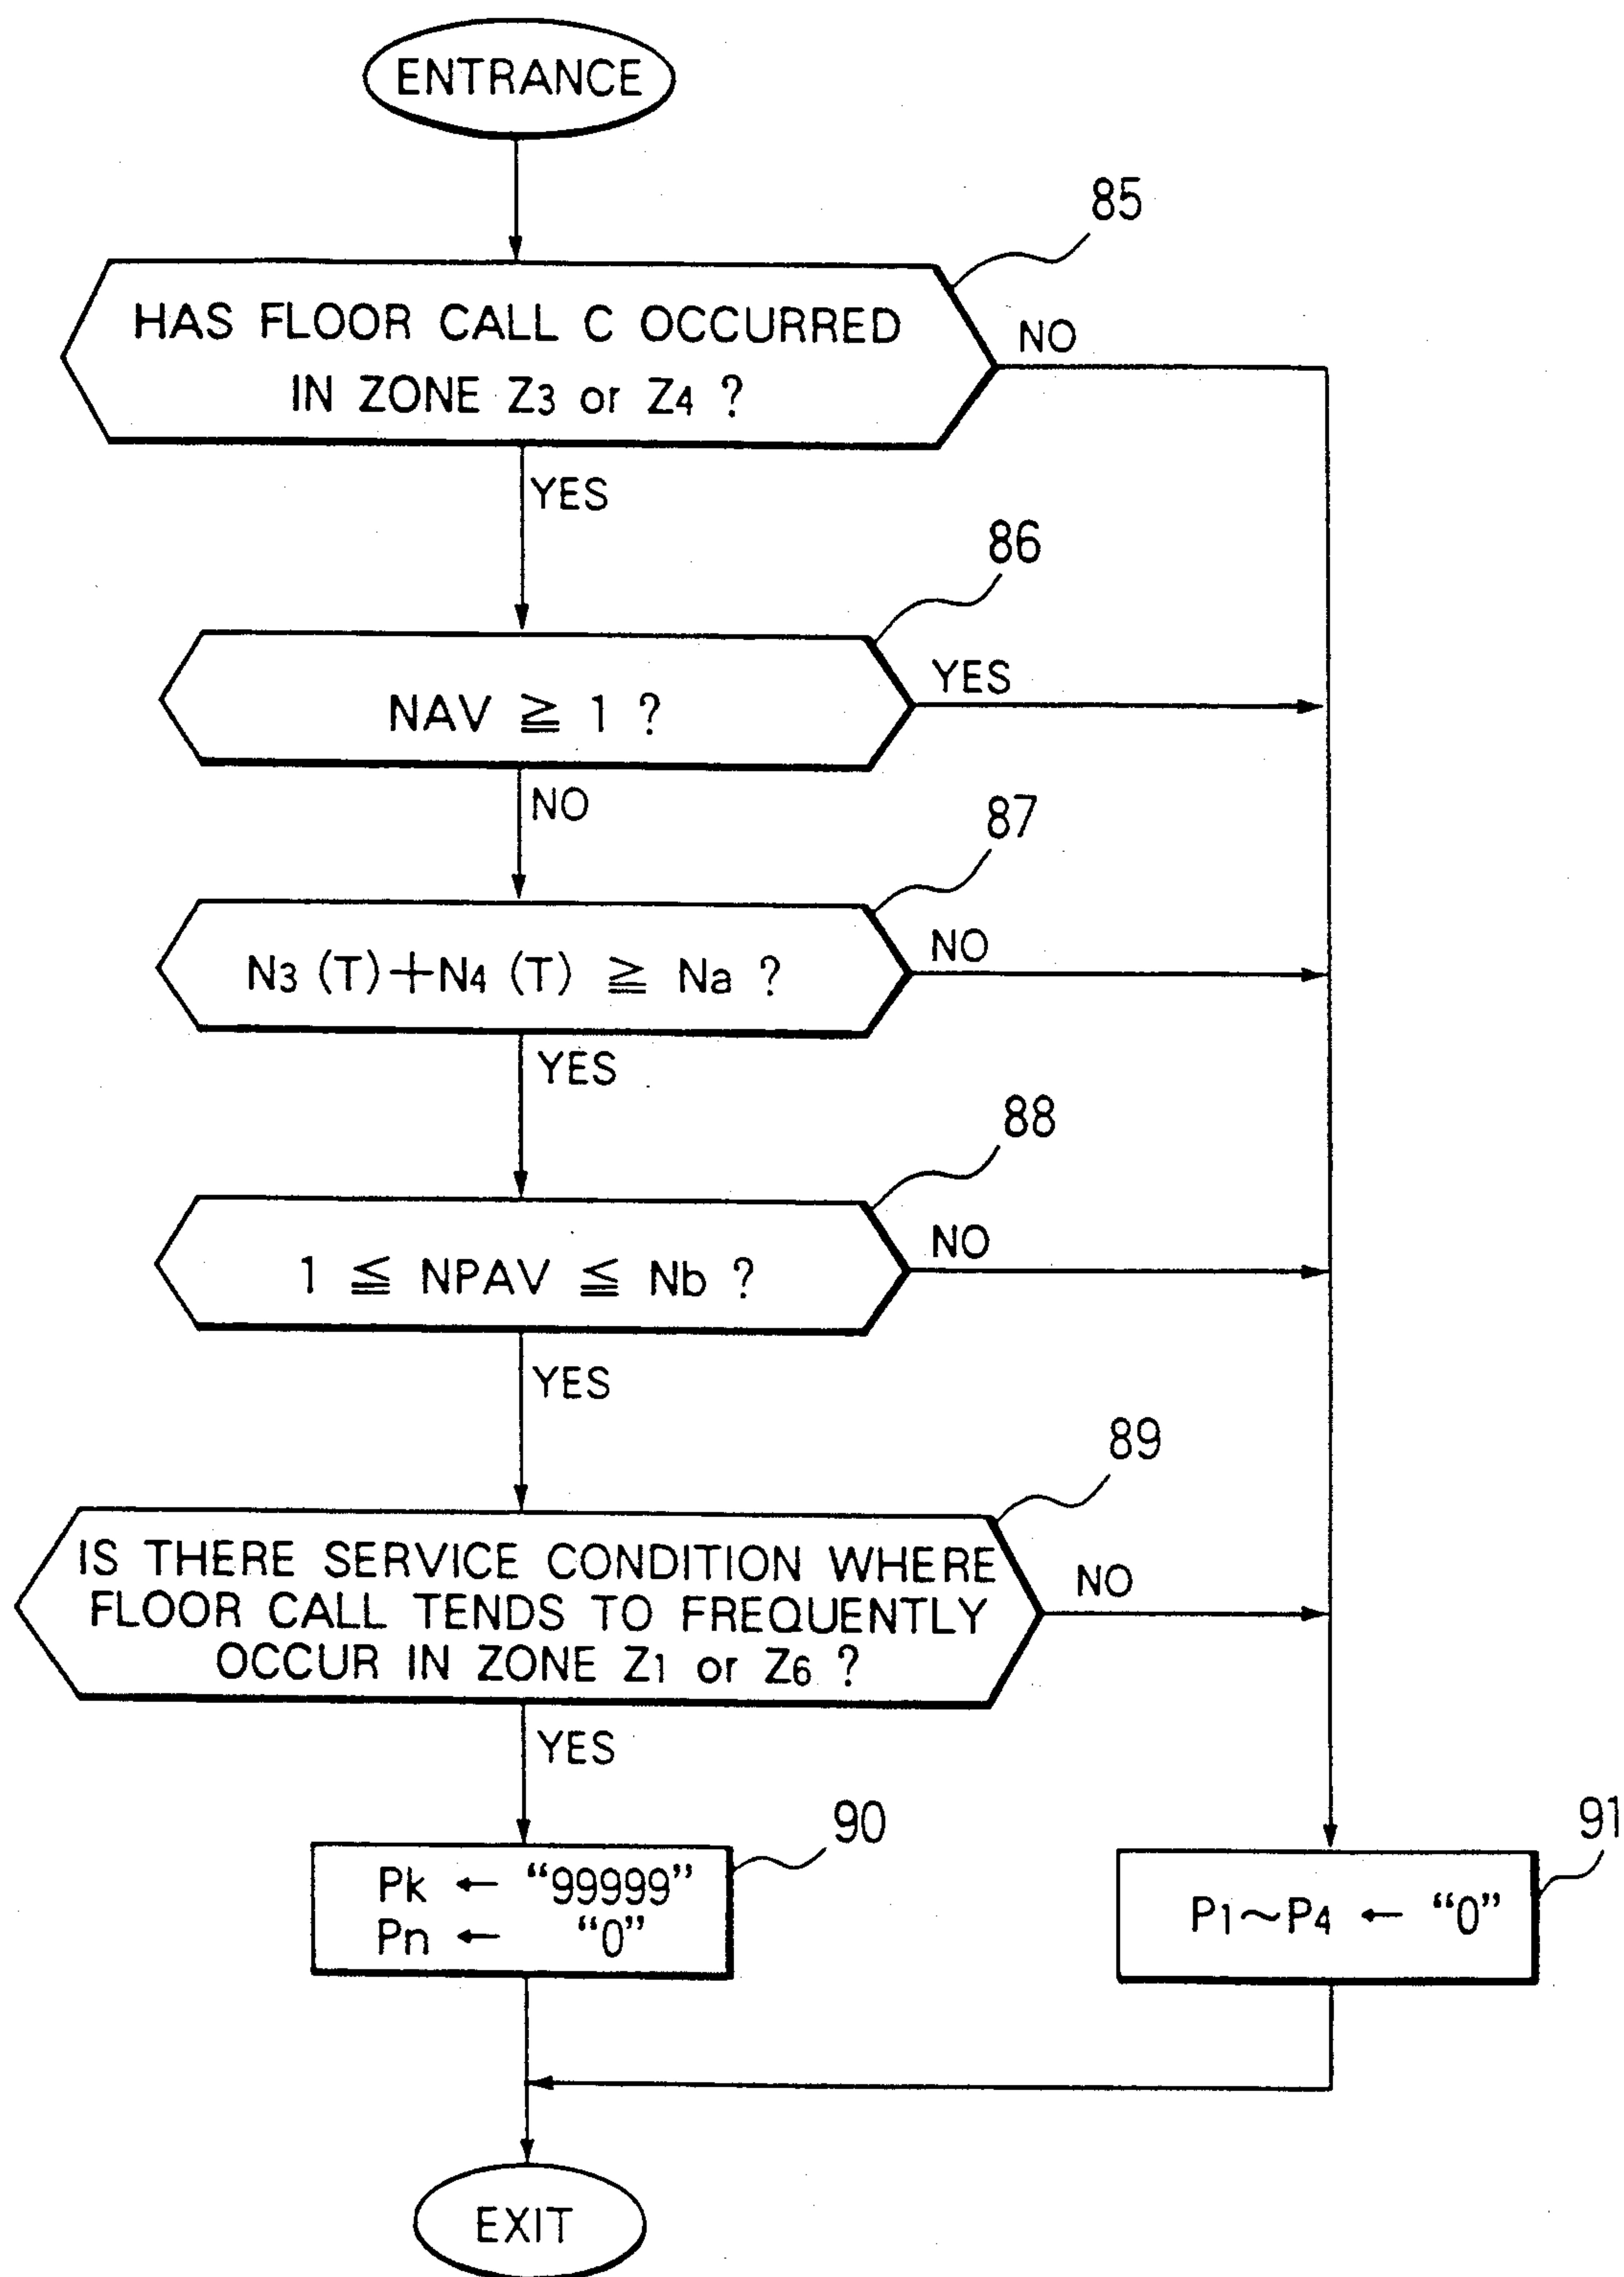 ENTRANCE
85
HAS FLOOR CALL C OCCURRED
IN ZONE Z3 or Z4 ?
NO
YES
86
NAV ≧ 1 ?
YES
NO
87
N3 (T)+N4 (T) ≧ Na ?
NO
YES
88
1 ≦ NPAV ≦ Nb ?
NO
YES
89
IS THERE SERVICE CONDITION WHERE
FLOOR CALL TENDS TO FREQUENTLY
OCCUR IN ZONE Z1 or Z6 ?
NO
YES
90
Pk ← “99999”
Pn ← “0”
91
P1~P4 ← “0”
EXIT